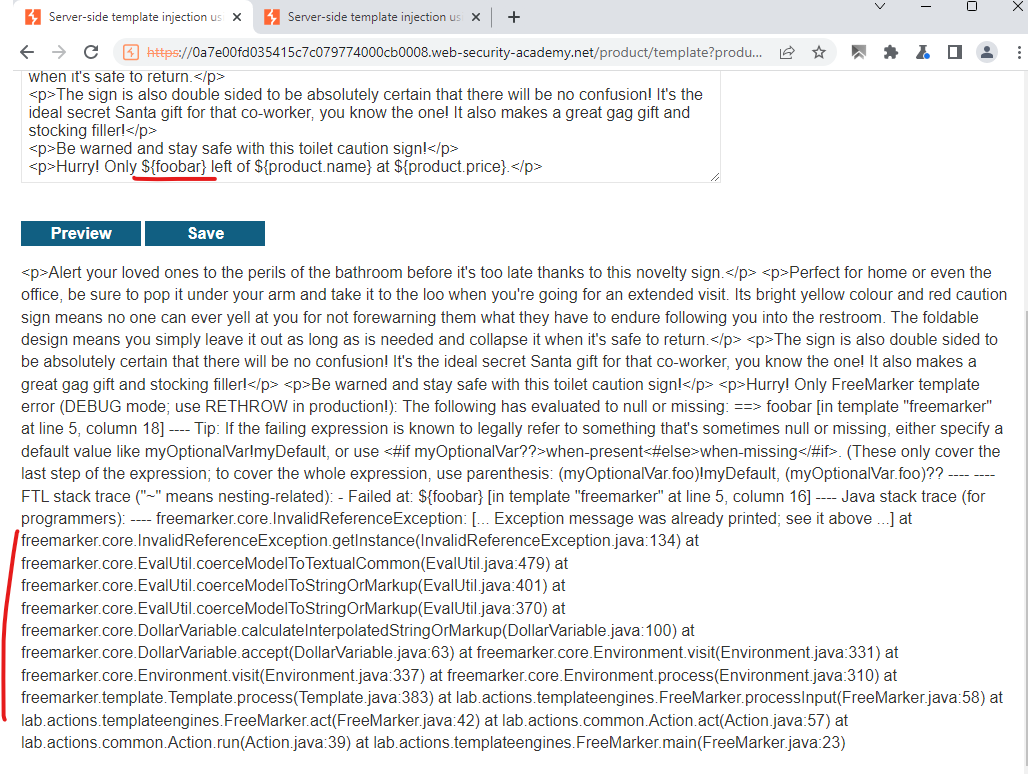 Server-side template injection us
Server-side template injection us
https://0a7e00fd035415c7c079774000cb0008.web-security-academy.net/product/template?produ...
when it's safe to return.</p>
<p>The sign is also double sided to be absolutely certain that there will be no confusion! It's the
ideal secret Santa gift for that co-worker, you know the one! It also makes a great gag gift and
stocking filler!</p>
<p>Be warned and stay safe with this toilet caution sign!</p>
<p>Hurry! Only ${foobar} left of ${product.name} at ${product.price}.</p>
Preview Save
<p>Alert your loved ones to the perils of the bathroom before it's too late thanks to this novelty sign.</p> <p>Perfect for home or even the
office, be sure to pop it under your arm and take it to the loo when you're going for an extended visit. Its bright yellow colour and red caution
sign means no one can ever yell at you for not forewarning them what they have to endure following you into the restroom. The foldable
design means you simply leave it out as long as is needed and collapse it when it's safe to return.</p> <p>The sign is also double sided to
be absolutely certain that there will be no confusion! It's the ideal secret Santa gift for that co-worker, you know the one! It also makes a
great gag gift and stocking filler!</p> <p>Be warned and stay safe with this toilet caution sign!</p> <p>Hurry! Only FreeMarker template
error (DEBUG mode; use RETHROW in production!): The following has evaluated to null or missing: ==> foobar [in template "freemarker"
at line 5, column 18] ---- Tip: If the failing expression is known to legally refer to something that's sometimes null or missing, either specify a
default value like myOptionalVar!myDefault, or use <#if myOptionalVar??>when-present<#else>when-missing</#if>. (These only cover the
last step of the expression; to cover the whole expression, use parenthesis: (myOptionalVar.foo)!myDefault, (myOptionalVar.foo)?? ---- ----
FTL stack trace ("~" means nesting-related): - Failed at: ${foobar} [in template "freemarker" at line 5, column 16] ---- Java stack trace (for
programmers): ---- freemarker.core.InvalidReferenceException: [... Exception message was already printed; see it above ...] at
freemarker.core.InvalidReferenceException.getInstance(InvalidReferenceException.java:134) at
freemarker.core.EvalUtil.coerceModelToTextualCommon(EvalUtil.java:479) at
freemarker.core.EvalUtil.coerceModelToStringOrMarkup(EvalUtil.java:401) at
freemarker.core.EvalUtil.coerceModelToStringOrMarkup(EvalUtil.java:370) at
freemarker.core.DollarVariable.calculateInterpolatedStringOrMarkup(DollarVariable.java:100) at
freemarker.core.DollarVariable.accept(DollarVariable.java:63) at freemarker.core.Environment.visit(Environment.java:331) at
freemarker.core.Environment.visit(Environment.java:337) at freemarker.core.Environment.process(Environment.java:310) at
freemarker.template.Template.process(Template.java:383) at lab.actions.templateengines.FreeMarker.processInput(FreeMarker.java:58) at
lab.actions.templateengines.FreeMarker.act(FreeMarker.java:42) at lab.actions.common.Action.act(Action.java:57) at
lab.actions.common.Action.run(Action.java:39) at lab.actions.templateengines.FreeMarker.main(FreeMarker.java:23)